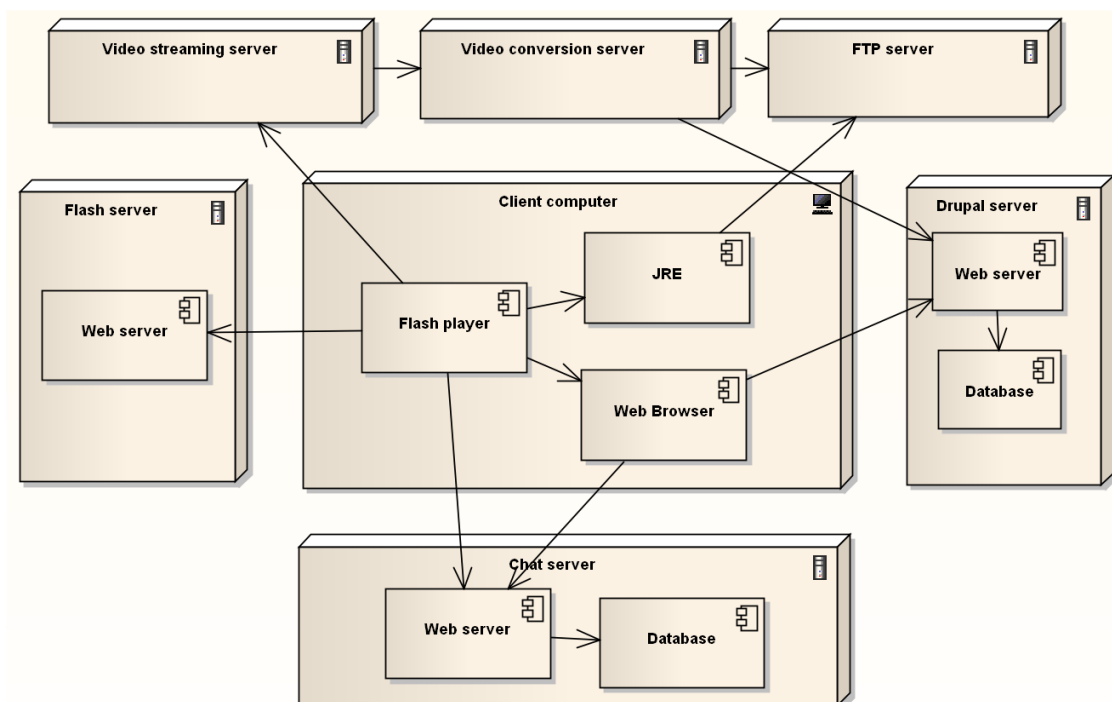 Video streaming server
Video conversion server
FTP server
Flash server
Client computer
Drupal server
JRE
Web server
Web server
Flash player
Database
Web Browser
Chat server
Web server
Database